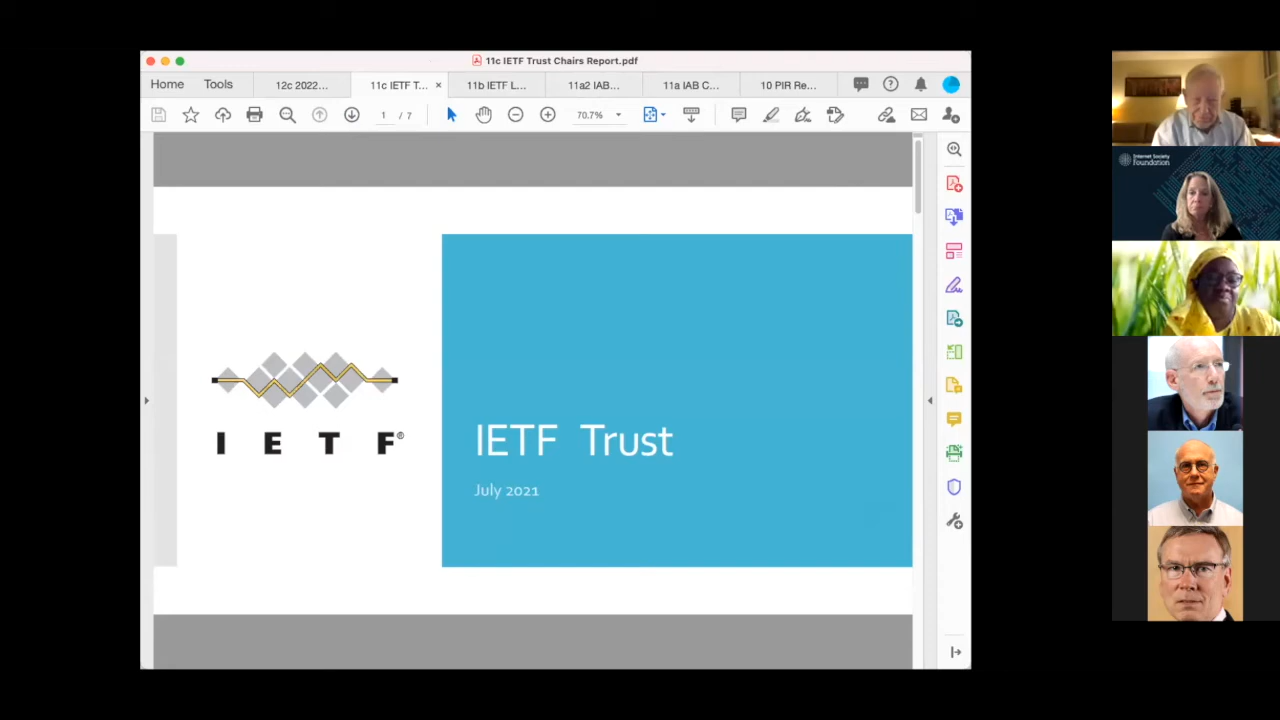 11c IETF Trust Chairs Report.pdf
Home Tools 12c 2022... 11c IETF T... × 11b IETF L... 11a2 IAB... 11a IAB C... 10 PIR Re...
1 / 7 70.7%
Internet Society
Foundation
I E T F®
IETF Trust
July 2021